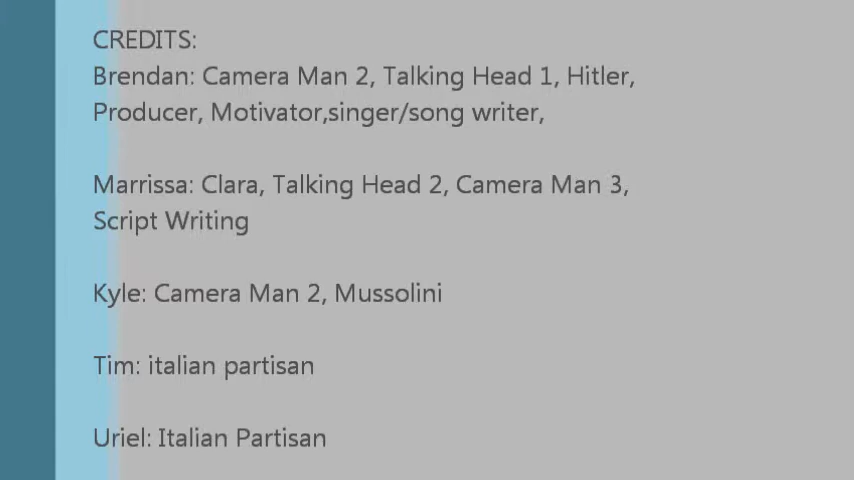 CREDITS:
Brendan: Camera Man 2, Talking Head 1, Hitler,
Producer, Motivator,singer/song writer,
Marrissa: Clara, Talking Head 2, Camera Man 3,
Script Writing
Kyle: Camera Man 2, Mussolini
Tim: italian partisan
Uriel: Italian Partisan